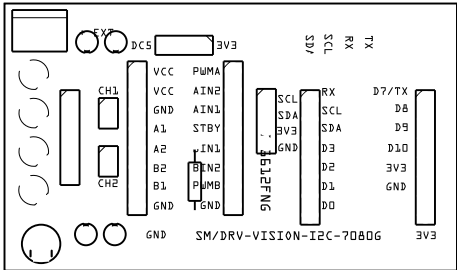 EXT
DC5 3V3
SDA SCL RX TX
VCC PWMA
VCC AIN2
GND AIN1
A1 STBY
A2 IN1
B2 BIN2
B1 PWMB
GND GND
CH1
CH2
SCL
SDA
3V3
GND
612FNG
RX
SCL
SDA
D3
D2
D1
D0
D7/TX
D8
D9
D10
3V3
GND
GND SM/DRV-VISION-I2C-7080G 3V3